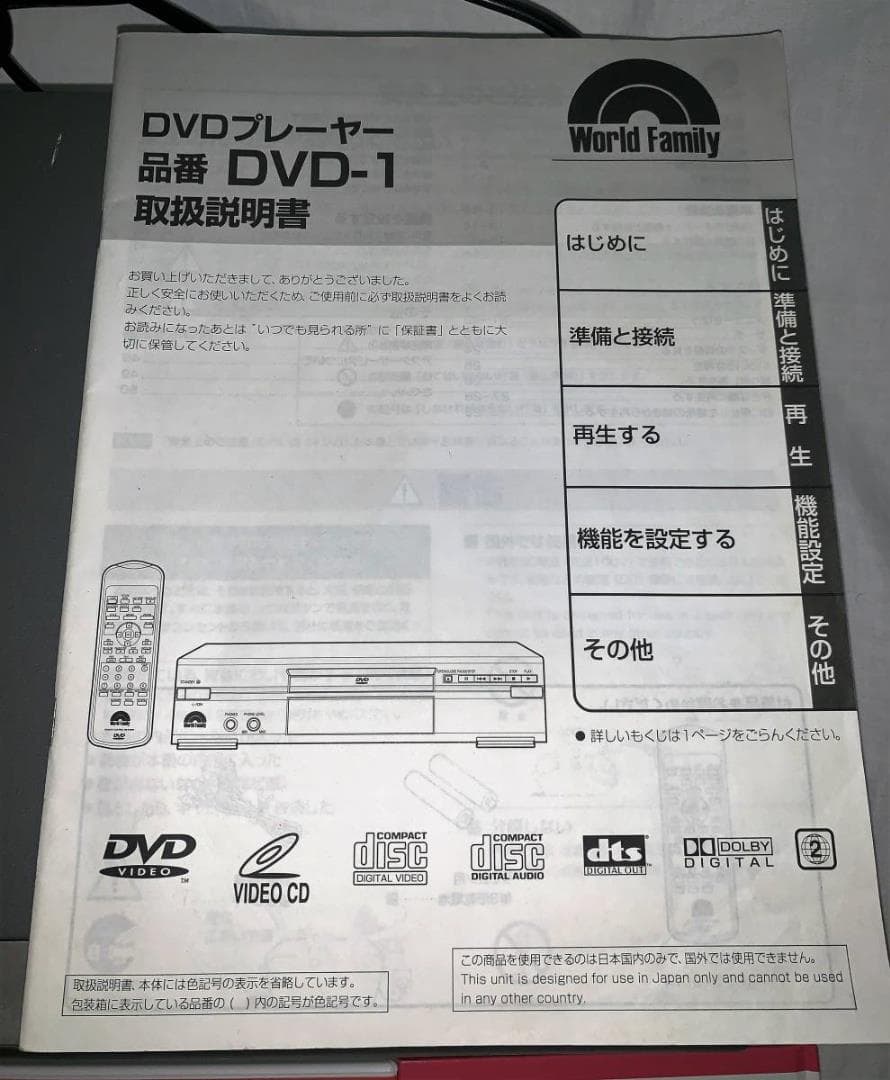 DVDプレーヤー
品番 DVD-1
取扱説明書
World Family
お買い上げいただきまして、ありがとうございました。
正しく安全にお使いいただくため、ご使用前に必ず取扱説明書をよくお読
みください。
お読みになったあとは“いつでも見られる所”に「保証書」とともに大
切に保管してください。
はじめに
はじめに
準備と接続
準備と接続
再生する
再生
機能を設定する
機能設定
その他
その他
● 詳しいもくじは1ページをごらんください。
World Family
DVD
World Family
DVD
DVD
VIDEO
TM
VIDEO CD
COMPACT
disc
DIGITAL VIDEO
COMPACT
disc
DIGITAL AUDIO
dts
DIGITAL OUT
DOLBY
DIGITAL
2
取扱説明書、本体には色記号の表示を省略しています。
包装箱に表示している品番の( )内の記号が色記号です。
この商品を使用できるのは日本国内のみで、国外では使用できません。
This unit is designed for use in Japan only and cannot be used
in any other country.